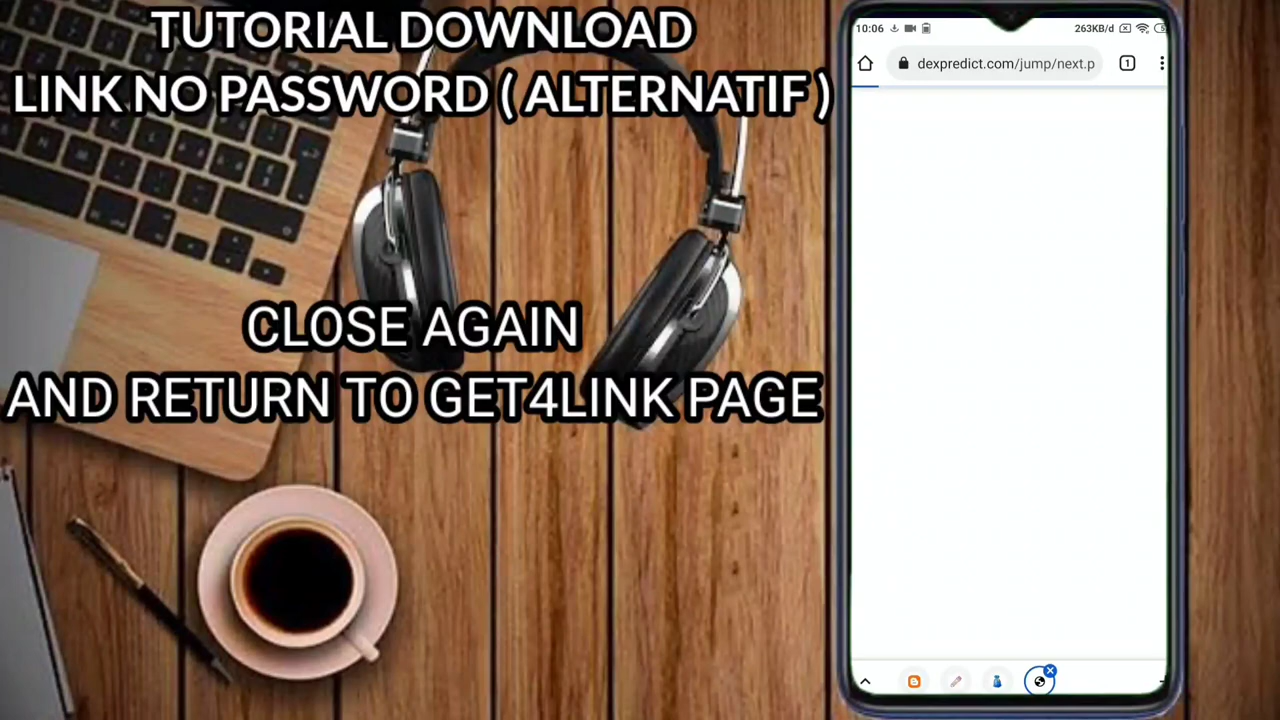 TUTORIAL DOWNLOAD
LINK NO PASSWORD ( ALTERNATIF )
CLOSE AGAIN
AND RETURN TO GET4LINK PAGE
10:06
263KB/d
dexpredict.com/jump/next.p
1